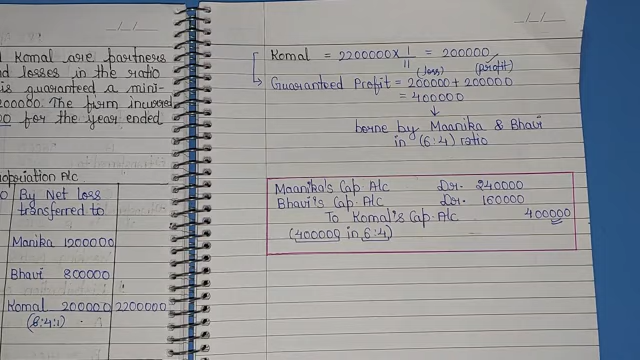 Komal are partners
nd losses in the ratio
is guaranteed a mini-
200000. The firm incurred
00 for the year ended
ropriation A/c
By Net loss
transferred to
Manika 1200000
Bhavi 800000
Komal 200000 2200000
(6:4:1)
Komal = 2200000 × 1/11 = 200000
(loss) (profit)
Guaranteed Profit = 200000 + 200000
= 400000
↓
borne by Maanika & Bhavi
in (6:4) ratio
Maanika's Cap A/c Dr. 240000
Bhavi's Cap. A/c Dr. 160000
To Komal's Cap. A/c 400000
(400000 in 6:4)